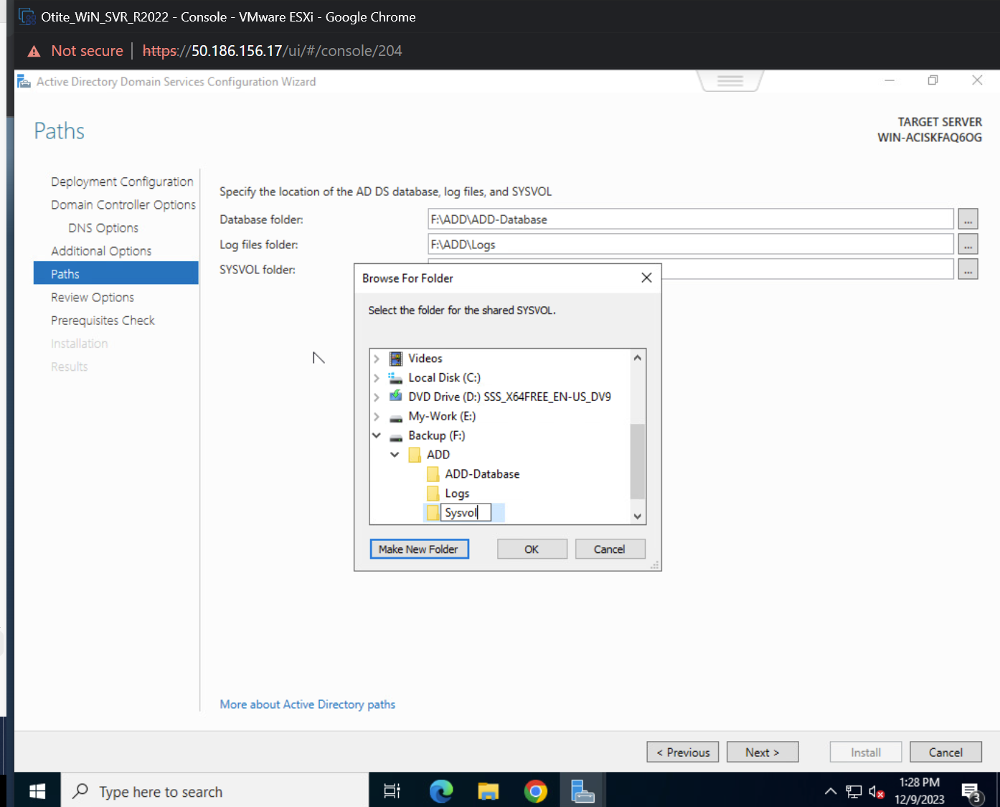 Otite_WiN_SVR_R2022 - Console - VMware ESXi - Google Chrome
Not secure | https://50.186.156.17/ui/#/console/204
Active Directory Domain Services Configuration Wizard
Paths
TARGET SERVER
WIN-ACISKFAQ6OG
Deployment Configuration
Domain Controller Options
DNS Options
Additional Options
Paths
Review Options
Prerequisites Check
Installation
Results
Specify the location of the AD DS database, log files, and SYSVOL
Database folder: F:\ADD\ADD-Database ...
Log files folder: F:\ADD\Logs ...
SYSVOL folder: ...
Browse For Folder
Select the folder for the shared SYSVOL.
Videos
Local Disk (C:)
DVD Drive (D:) SSS_X64FREE_EN-US_DV9
My-Work (E:)
Backup (F:)
ADD
ADD-Database
Logs
Sysvol
Make New Folder OK Cancel
More about Active Directory paths
< Previous Next > Install Cancel
Type here to search
1:28 PM
12/9/2023
3